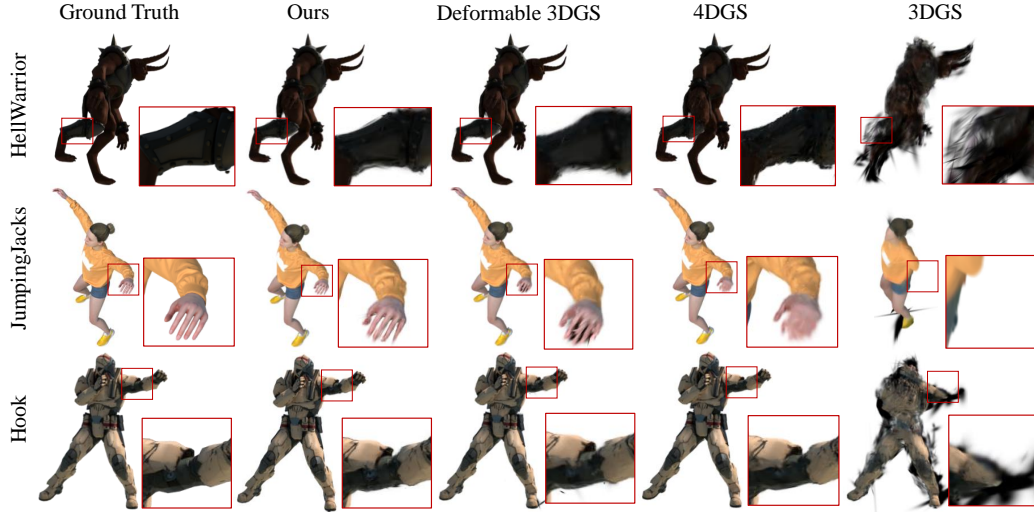 Ground Truth Ours Deformable 3DGS 4DGS 3DGS
HellWarrior
JumpingJacks
Hook